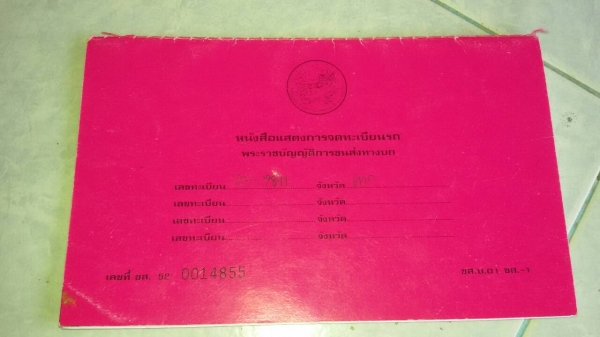 หนังสือแสดงการจดทะเบียนรถ
พระราชบัญญัติการขนส่งทางบก
เลขทะเบียน จังหวัด
เลขทะเบียน จังหวัด
เลขทะเบียน จังหวัด
เลขทะเบียน จังหวัด
เลขที่ ขส. 52 0014855